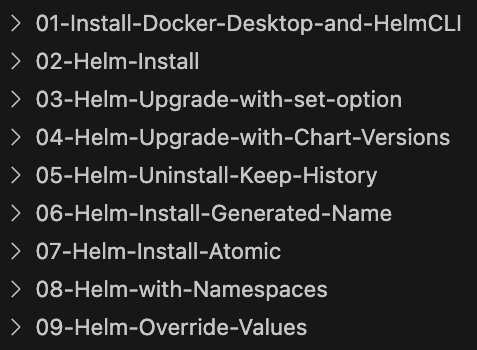 01-Install-Docker-Desktop-and-HelmCLI
02-Helm-Install
03-Helm-Upgrade-with-set-option
04-Helm-Upgrade-with-Chart-Versions
05-Helm-Uninstall-Keep-History
06-Helm-Install-Generated-Name
07-Helm-Install-Atomic
08-Helm-with-Namespaces
09-Helm-Override-Values